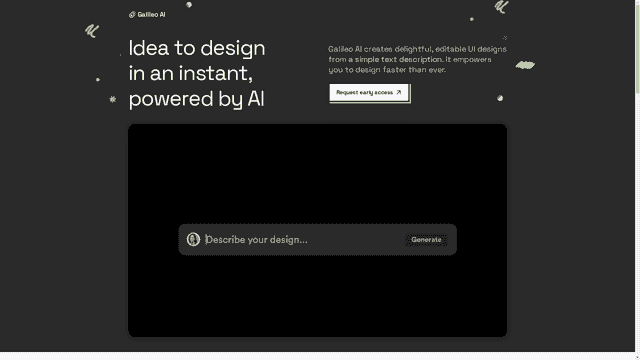 Galileo AI
Idea to design
in an instant,
powered by AI
Galileo AI creates delightful, editable UI designs
from a simple text description. It empowers
you to design faster than ever.
Request early access
Describe your design...
Generate